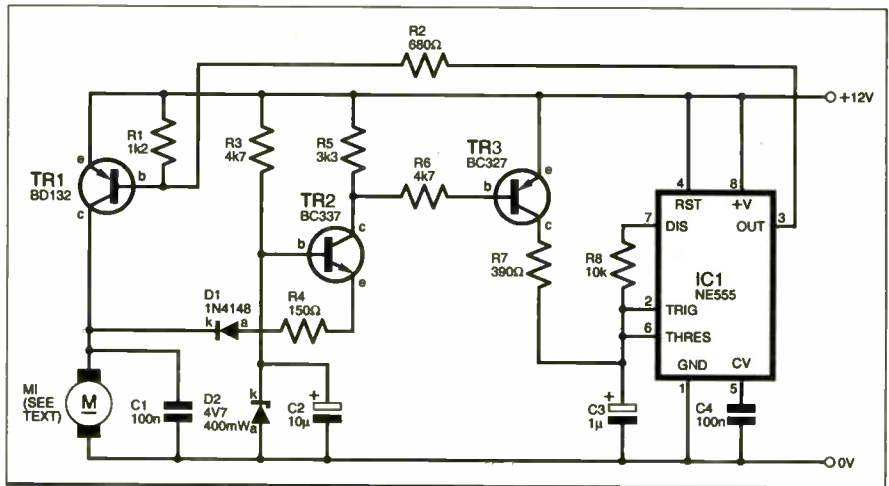 R2
680Ω
+12V
R1
1k2
R3
4k7
R5
3k3
TR3
BC327
e
TR1
BD132
b
c
TR2
BC337
c
b
e
R6
4k7
b
e
c
4
RST
8
+V
7
DIS
OUT
3
R7
390Ω
R8
10k
IC1
NE555
2
TRIG
6
THRES
GND
1
CV
5
D1
1N4148
k
a
R4
150Ω
MI
(SEE
TEXT)
M
C1
100n
D2
4V7
400mW
k
a
+
C2
10µ
+
C3
1µ
C4
100n
0V